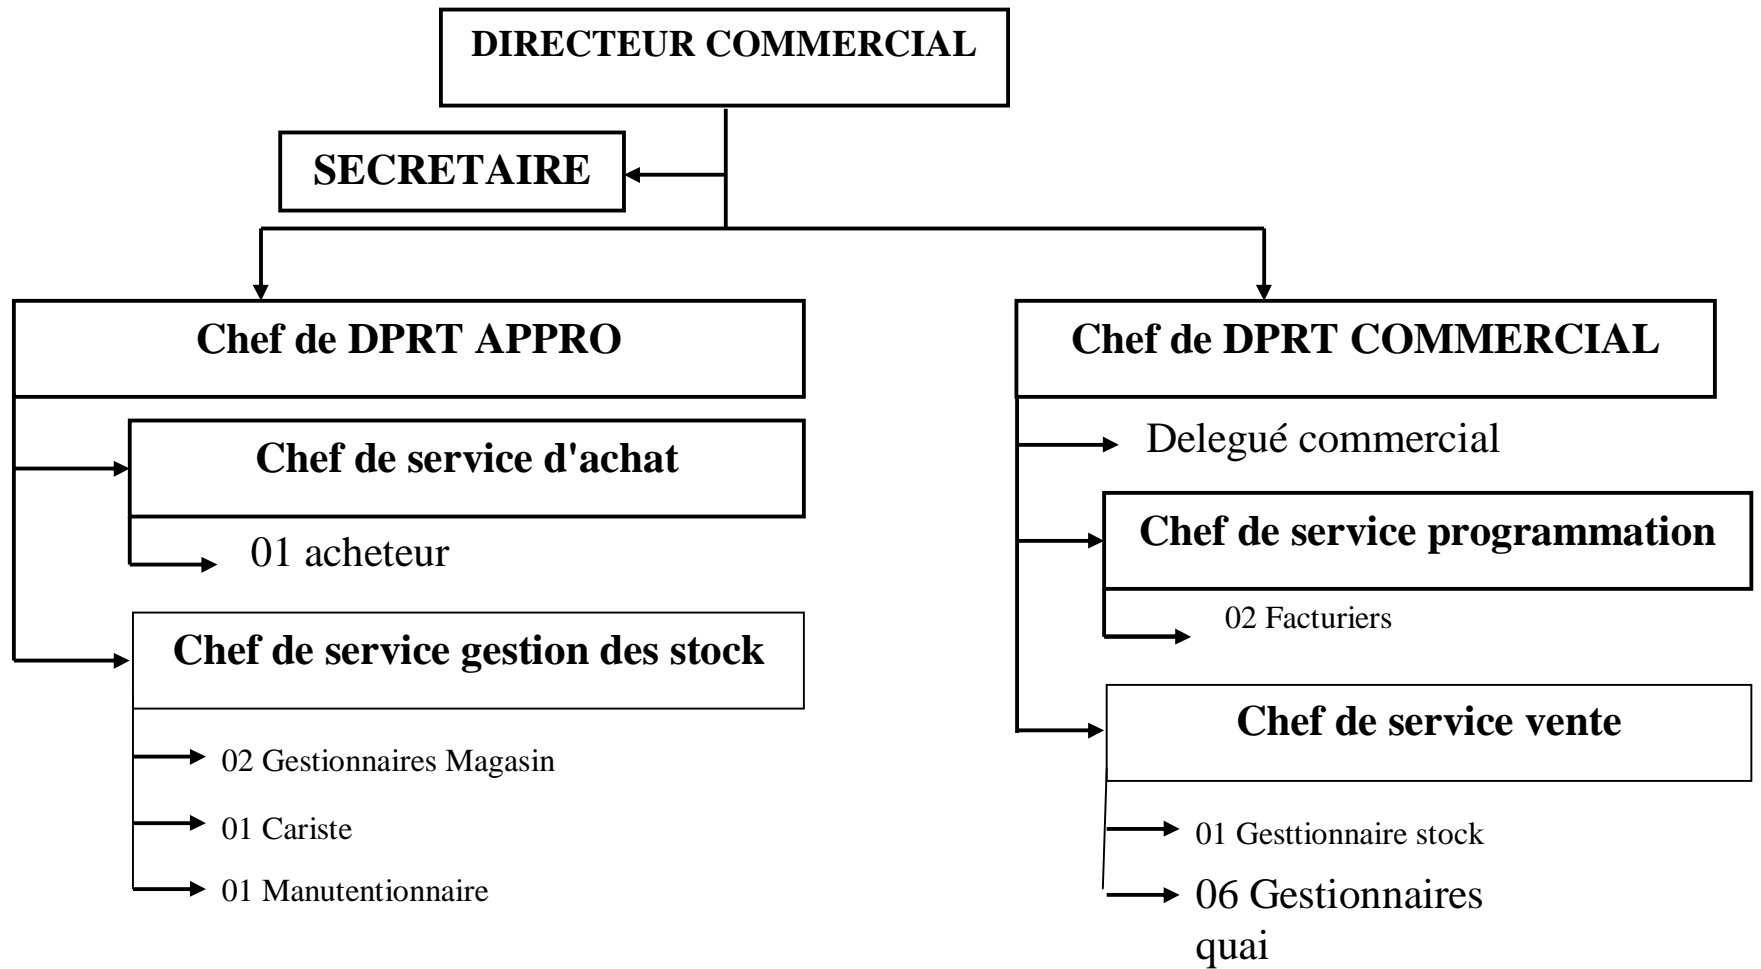 DIRECTEUR COMMERCIAL
SECRETAIRE
Chef de DPRT APPRO
Chef de service d'achat
01 acheteur
Chef de service gestion des stock
02 Gestionnaires Magasin
01 Cariste
01 Manutentionnaire
Chef de DPRT COMMERCIAL
Delegué commercial
Chef de service programmation
02 Facturiers
Chef de service vente
01 Gesttionnaire stock
06 Gestionnaires
quai